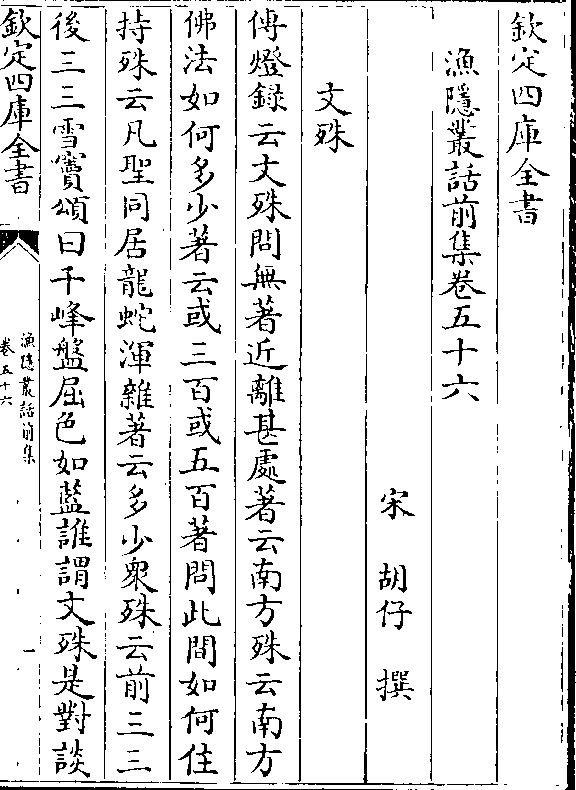 欽定四庫全書
漁隱叢話前集卷五十六
宋 胡仔 撰
文殊
傳燈錄云文殊問無著近離甚處著云南方殊云南方
佛法如何多少著云或三百或五百著問此間如何住
持殊云凡聖同居龍蛇渾雜著云多少衆殊云前三三
後三三雪竇頌曰千峰盤屈色如藍誰謂文殊是對談
欽定四庫全書
漁隱叢話前集
卷五十六
一